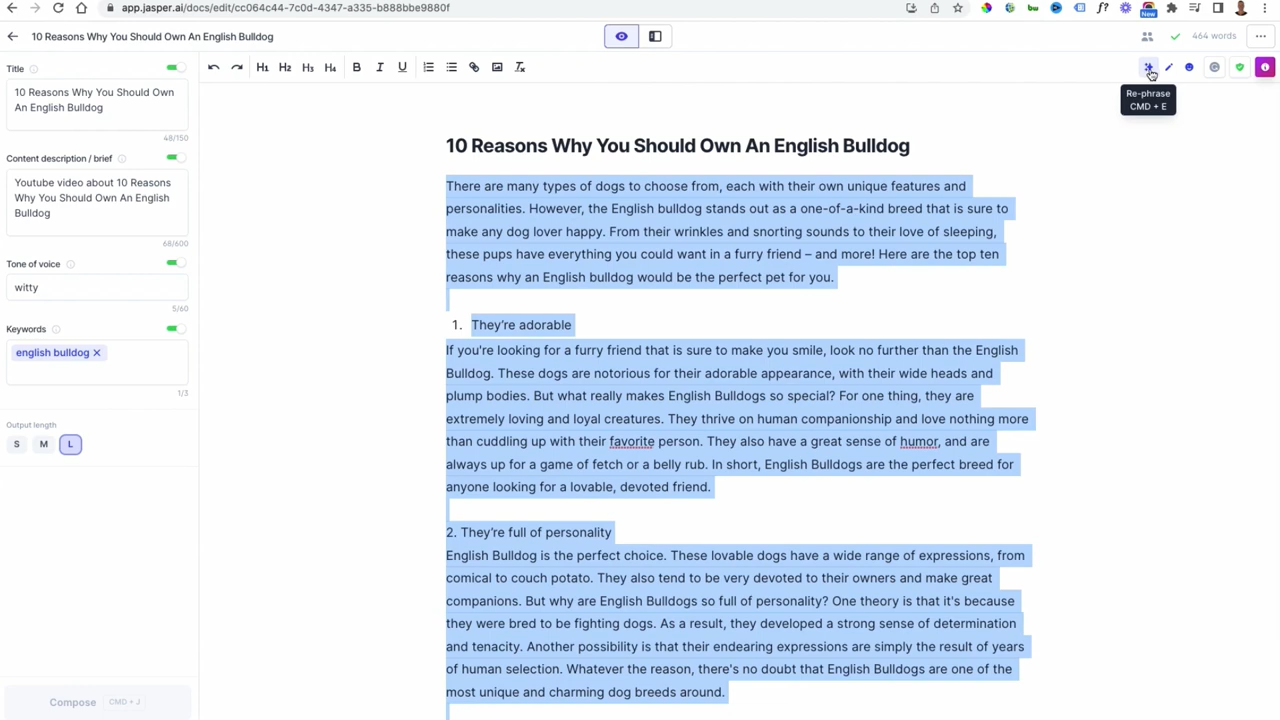 app.jasper.ai/docs/edit/cc064c44-7c0d-4347-a335-b888bbe9880f
New
10 Reasons Why You Should Own An English Bulldog
464 words
H1 H2 H3 H4 B I U
Re-phrase
CMD + E
Title
10 Reasons Why You Should Own
An English Bulldog
48/150
Content description / brief
Youtube video about 10 Reasons
Why You Should Own An English
Bulldog
68/600
Tone of voice
witty
5/60
Keywords
english bulldog
1/3
Output length
S M L
Compose CMD + J
10 Reasons Why You Should Own An English Bulldog
There are many types of dogs to choose from, each with their own unique features and
personalities. However, the English bulldog stands out as a one-of-a-kind breed that is sure to
make any dog lover happy. From their wrinkles and snorting sounds to their love of sleeping,
these pups have everything you could want in a furry friend – and more! Here are the top ten
reasons why an English bulldog would be the perfect pet for you.
1. They’re adorable
If you're looking for a furry friend that is sure to make you smile, look no further than the English
Bulldog. These dogs are notorious for their adorable appearance, with their wide heads and
plump bodies. But what really makes English Bulldogs so special? For one thing, they are
extremely loving and loyal creatures. They thrive on human companionship and love nothing more
than cuddling up with their favorite person. They also have a great sense of humor, and are
always up for a game of fetch or a belly rub. In short, English Bulldogs are the perfect breed for
anyone looking for a lovable, devoted friend.
2. They’re full of personality
English Bulldog is the perfect choice. These lovable dogs have a wide range of expressions, from
comical to couch potato. They also tend to be very devoted to their owners and make great
companions. But why are English Bulldogs so full of personality? One theory is that it's because
they were bred to be fighting dogs. As a result, they developed a strong sense of determination
and tenacity. Another possibility is that their endearing expressions are simply the result of years
of human selection. Whatever the reason, there's no doubt that English Bulldogs are one of the
most unique and charming dog breeds around.